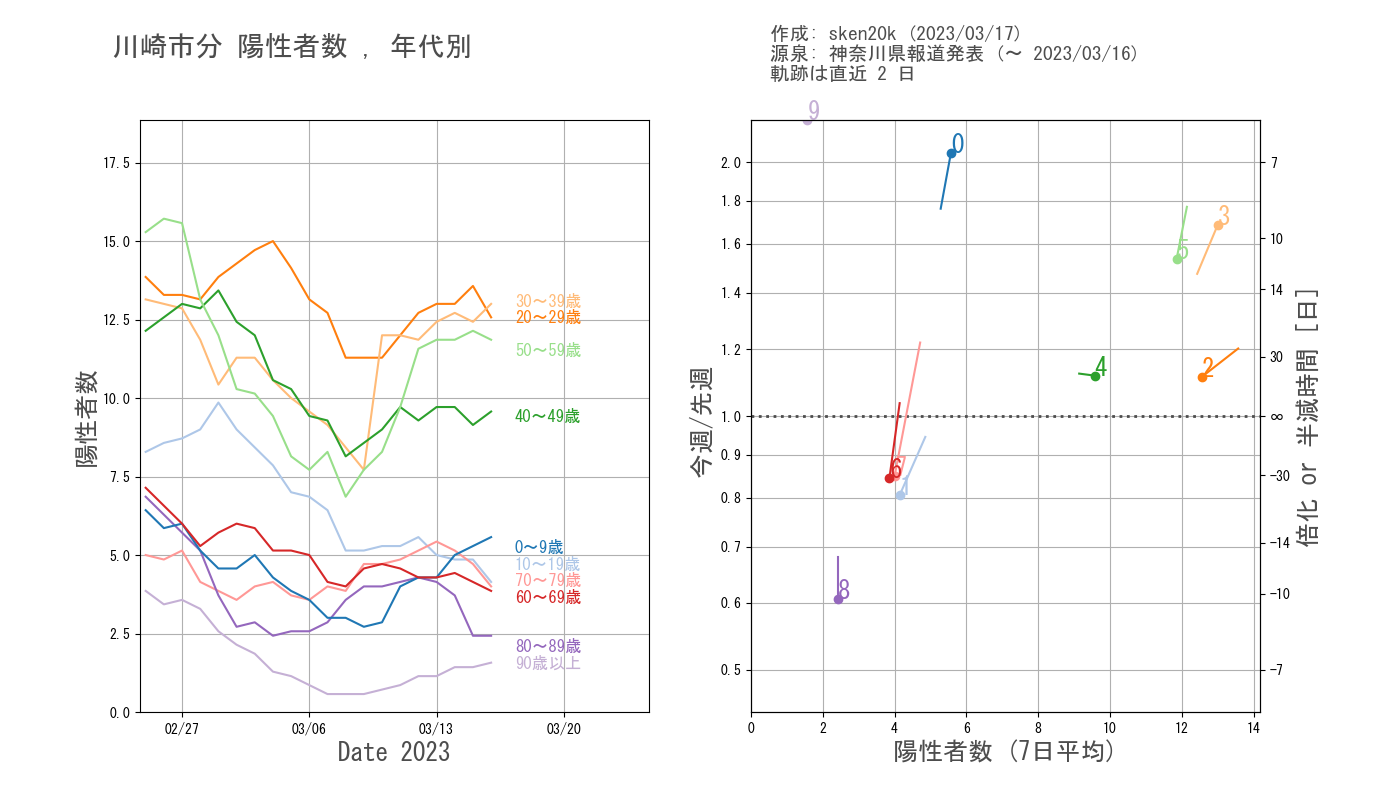 川崎市分 陽性者数 , 年代別
作成: sken20k (2023/03/17)
源泉: 神奈川県報道発表 (～ 2023/03/16)
軌跡は直近 2 日
陽性者数
17.5
15.0
12.5
10.0
7.5
5.0
2.5
0.0
02/27
03/06
03/13
03/20
Date 2023
30～39歳
20～29歳
50～59歳
40～49歳
0～9歳
10～19歳
70～79歳
60～69歳
80～89歳
90歳以上
今週/先週
2.0
1.8
1.6
1.4
1.2
1.0
0.9
0.8
0.7
0.6
0.5
9
0
3
5
4
2
6
7
1
8
0
2
4
6
8
10
12
14
陽性者数 (7日平均)
7
10
14
30
∞
-30
-14
-10
-7
倍化 or 半減時間 [日]